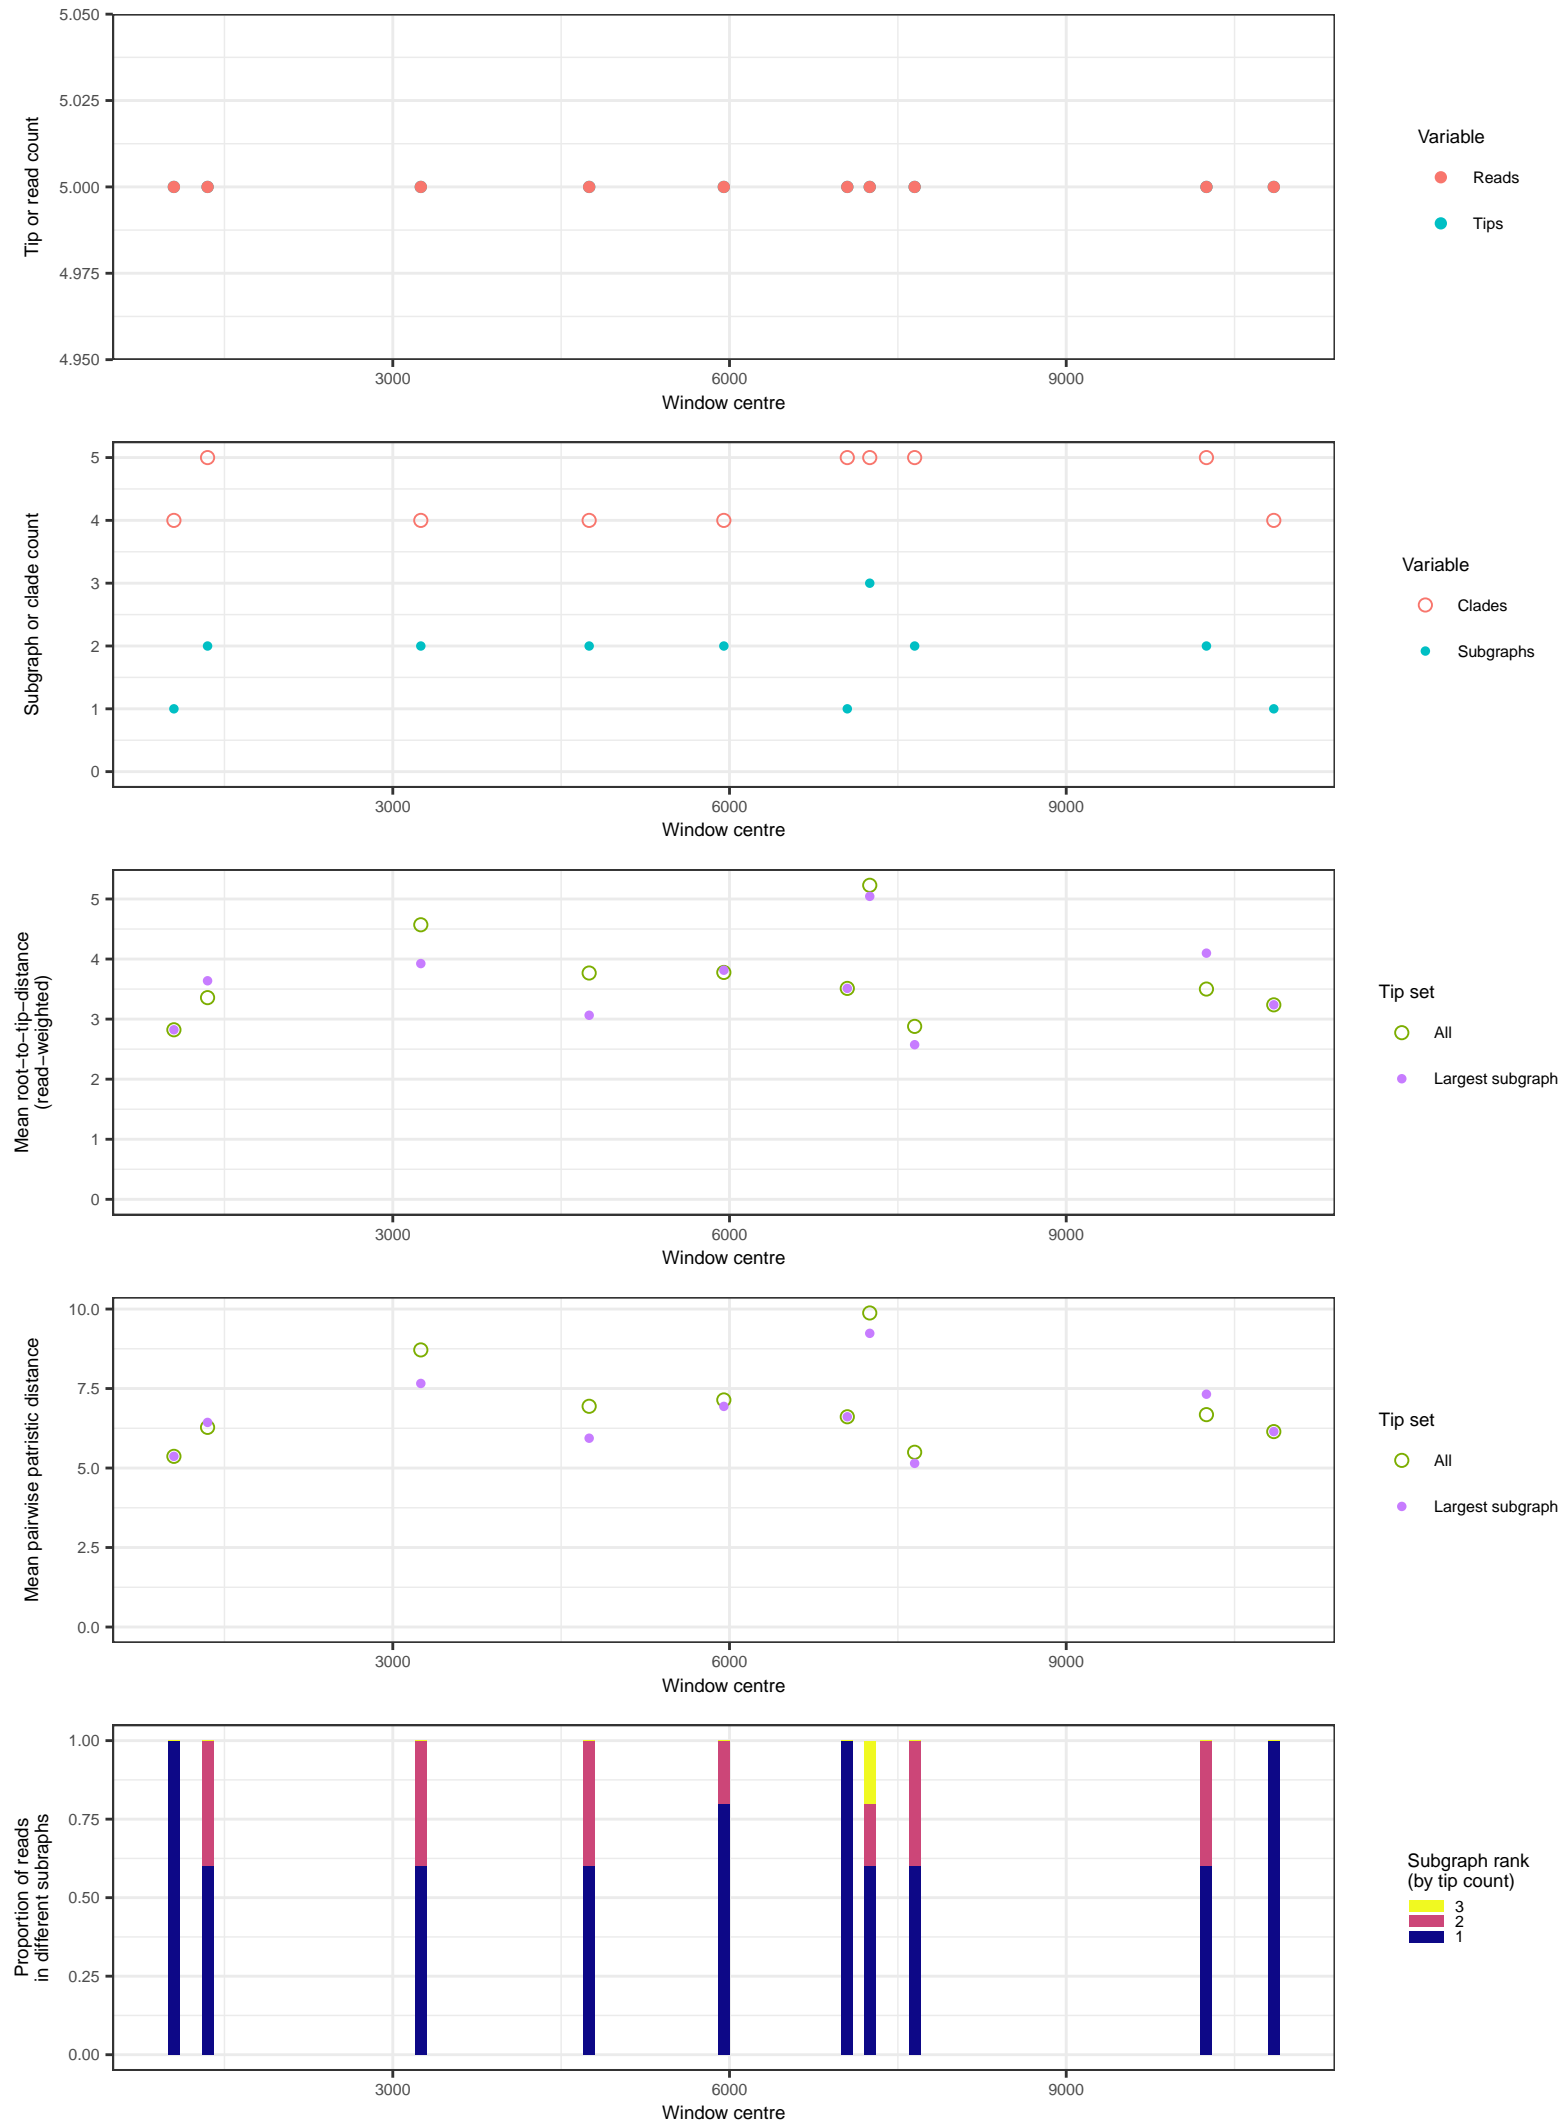 5.050
5.025
5.000
4.975
4.950
Tip or read count
3000
6000
9000
Window centre
Variable
Reads
Tips
5
4
3
2
1
0
Subgraph or clade count
3000
6000
9000
Window centre
Variable
Clades
Subgraphs
5
4
3
2
1
0
Mean root−to−tip−distance
(read−weighted)
3000
6000
9000
Window centre
Tip set
All
Largest subgraph
10.0
7.5
5.0
2.5
0.0
Mean pairwise patristic distance
3000
6000
9000
Window centre
Tip set
All
Largest subgraph
1.00
0.75
0.50
0.25
0.00
Proportion of reads
in different subraphs
3000
6000
9000
Window centre
Subgraph rank
(by tip count)
3
2
1